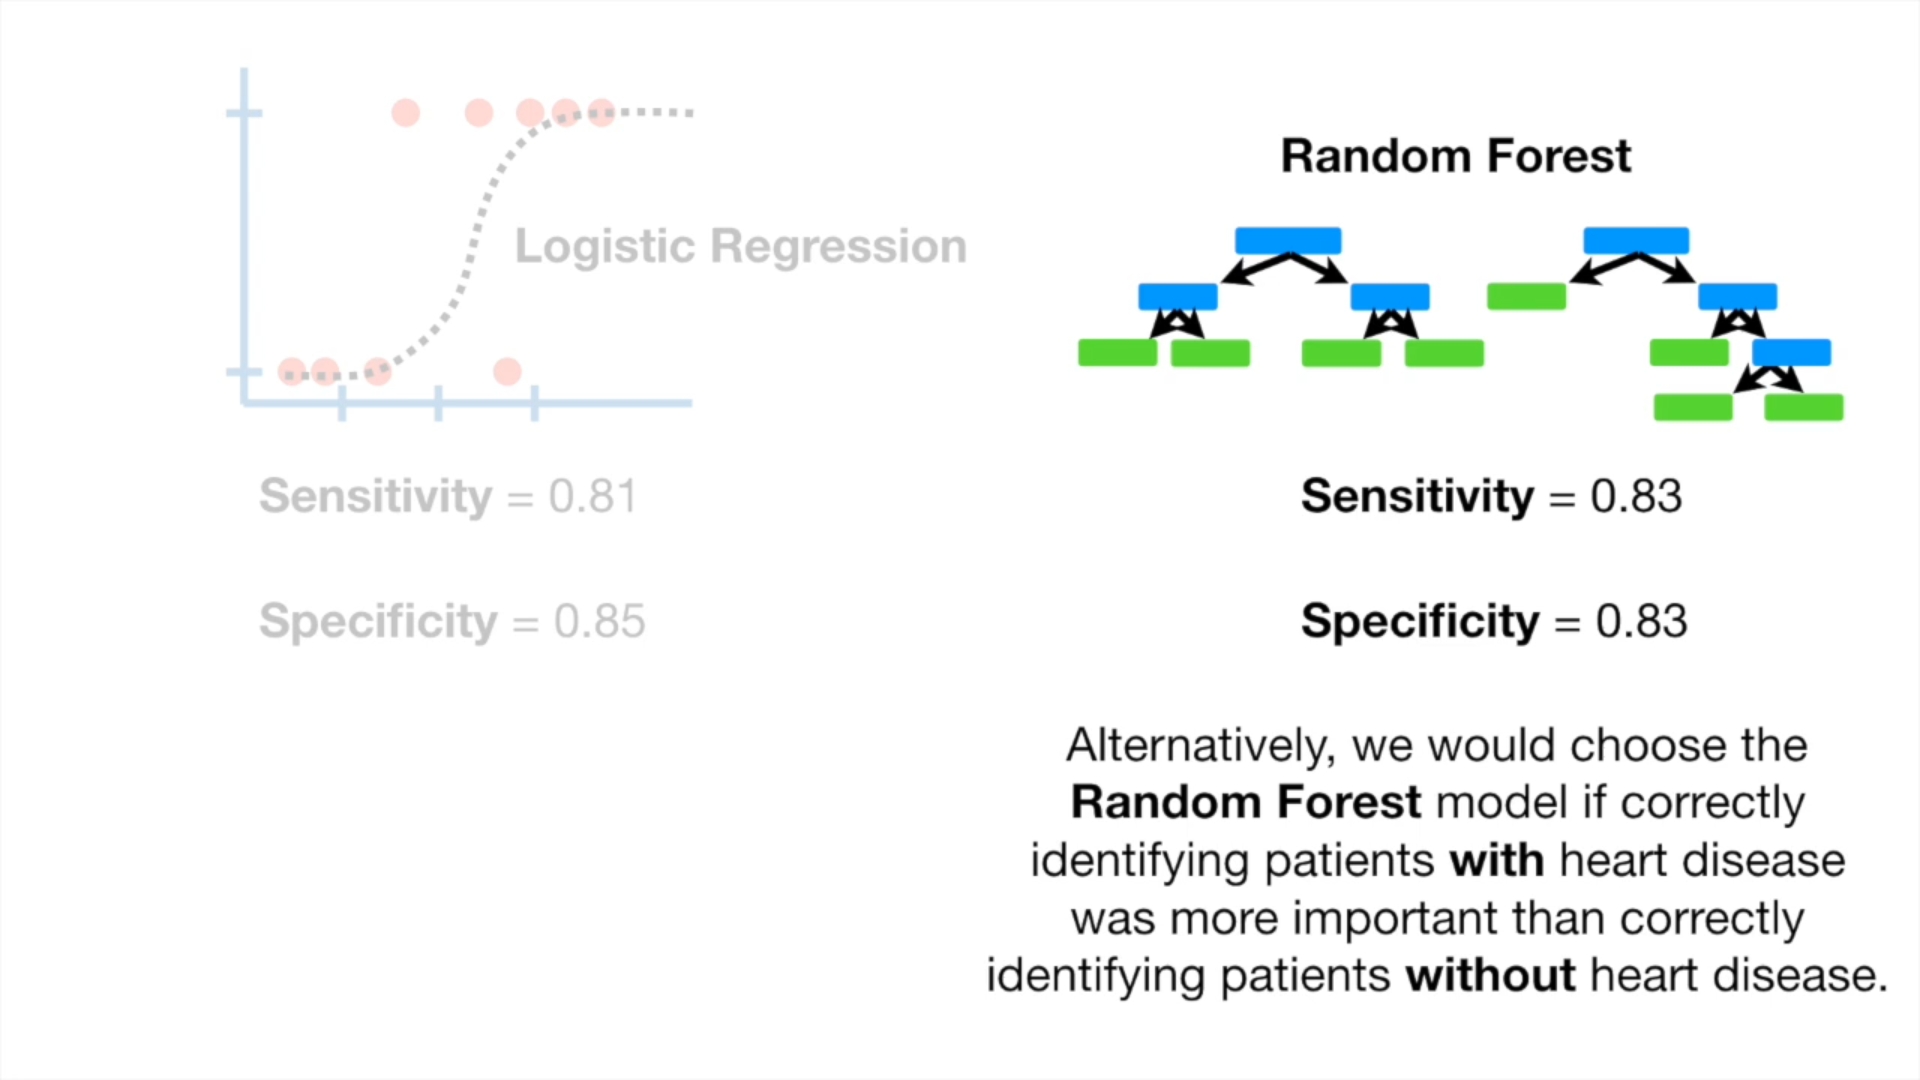 Logistic Regression
Sensitivity = 0.81
Specificity = 0.85
Random Forest
Sensitivity = 0.83
Specificity = 0.83
Alternatively, we would choose the
Random Forest model if correctly
identifying patients with heart disease
was more important than correctly
identifying patients without heart disease.